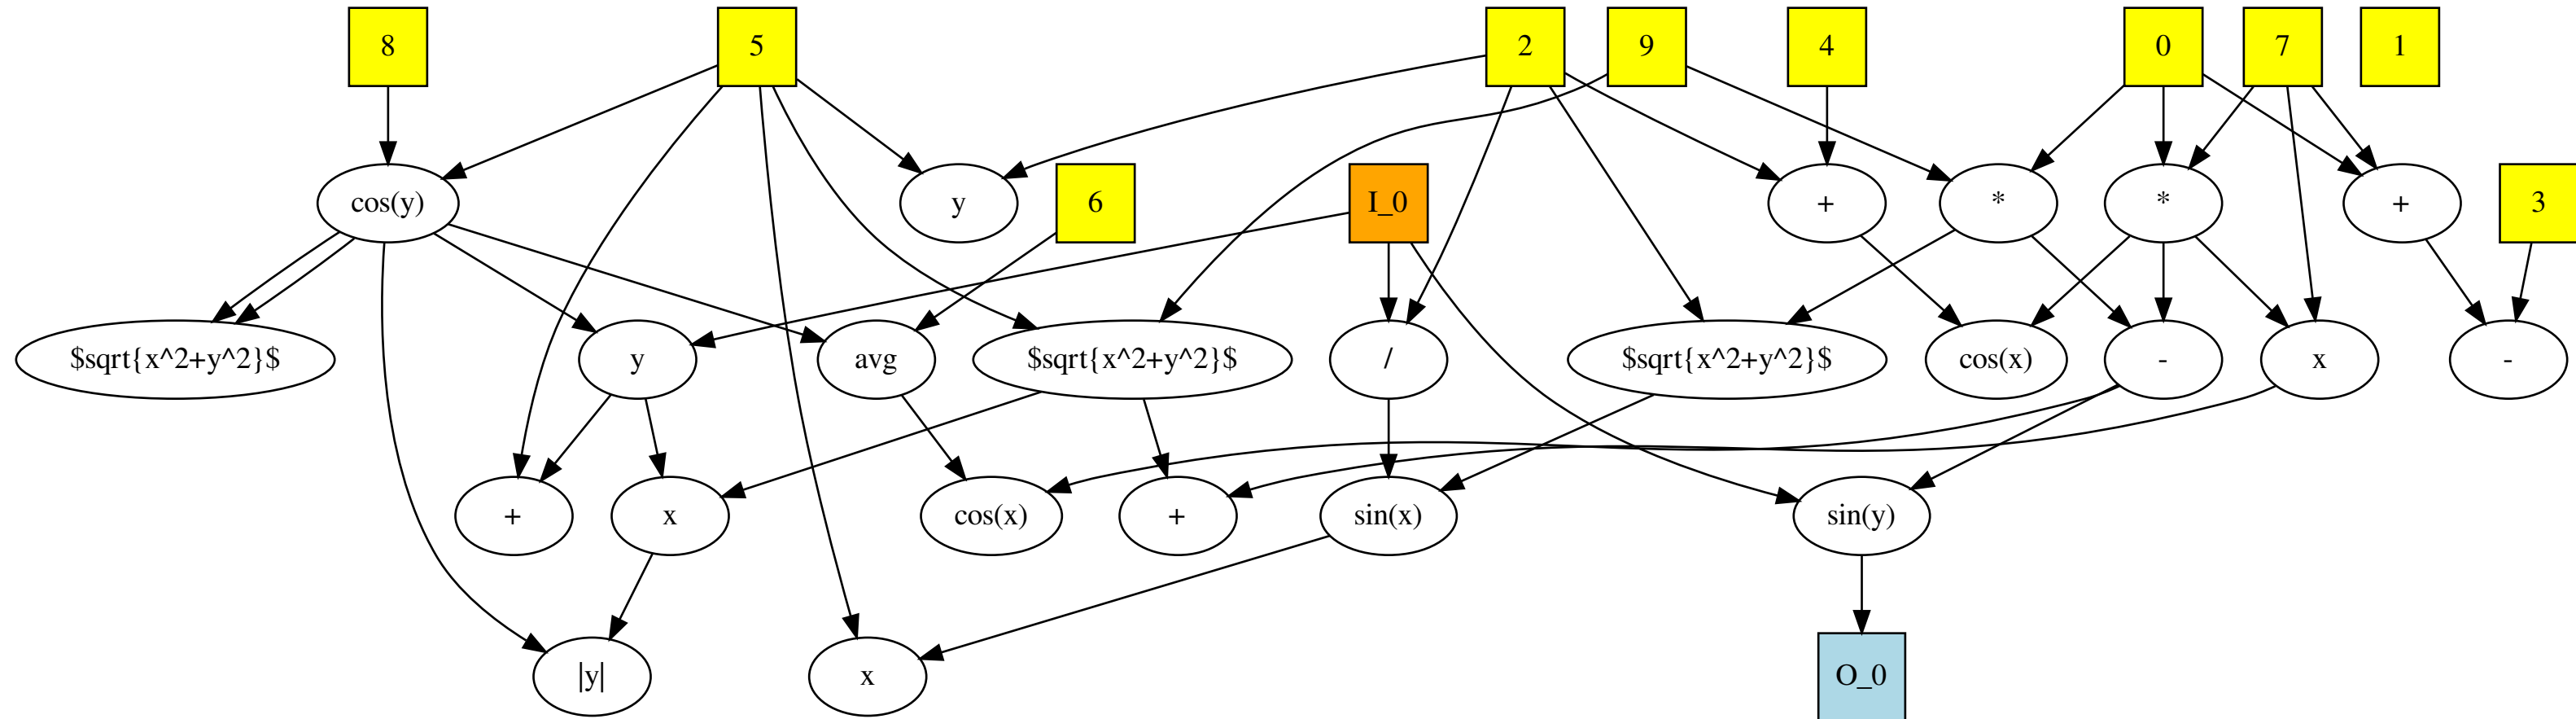 8
5
2
9
4
0
7
1
cos(y)
y
6
I_0
+
*
*
+
3
$sqrt{x^2+y^2}$
y
avg
$sqrt{x^2+y^2}$
/
$sqrt{x^2+y^2}$
cos(x)
-
x
-
+
x
cos(x)
+
sin(x)
sin(y)
|y|
x
O_0